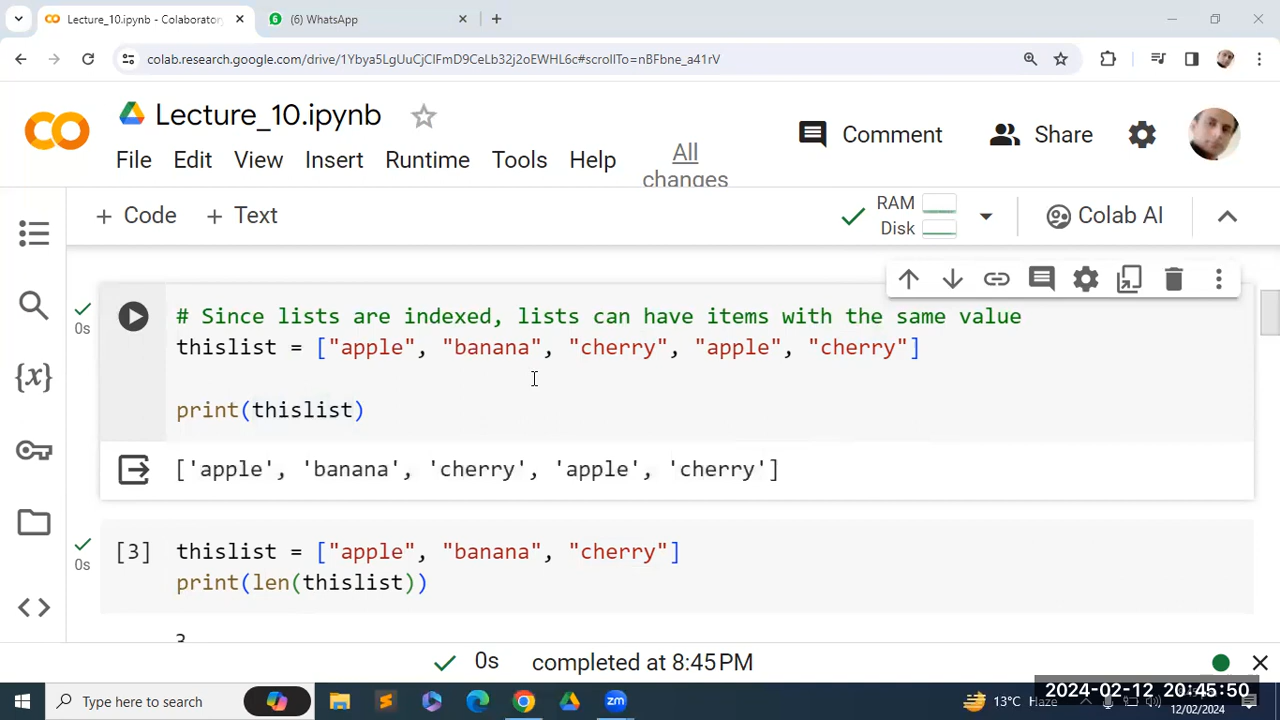 Lecture_10.ipynb - Colaboratory
(6) WhatsApp
colab.research.google.com/drive/1Ybya5LgUuCjCIFmD9CeLb32j2oEWHL6c#scrollTo=nBFbne_a41rV
Lecture_10.ipynb
Comment
Share
File Edit View Insert Runtime Tools Help
All
changes
+ Code + Text
RAM
Disk
Colab AI
# Since lists are indexed, lists can have items with the same value
0s
thislist = ["apple", "banana", "cherry", "apple", "cherry"]
print(thislist)
['apple', 'banana', 'cherry', 'apple', 'cherry']
[3] thislist = ["apple", "banana", "cherry"]
0s
print(len(thislist))
3
0s completed at 8:45 PM
Type here to search
zm
13°C Haze
2024-02-12 20:45:50
12/02/2024